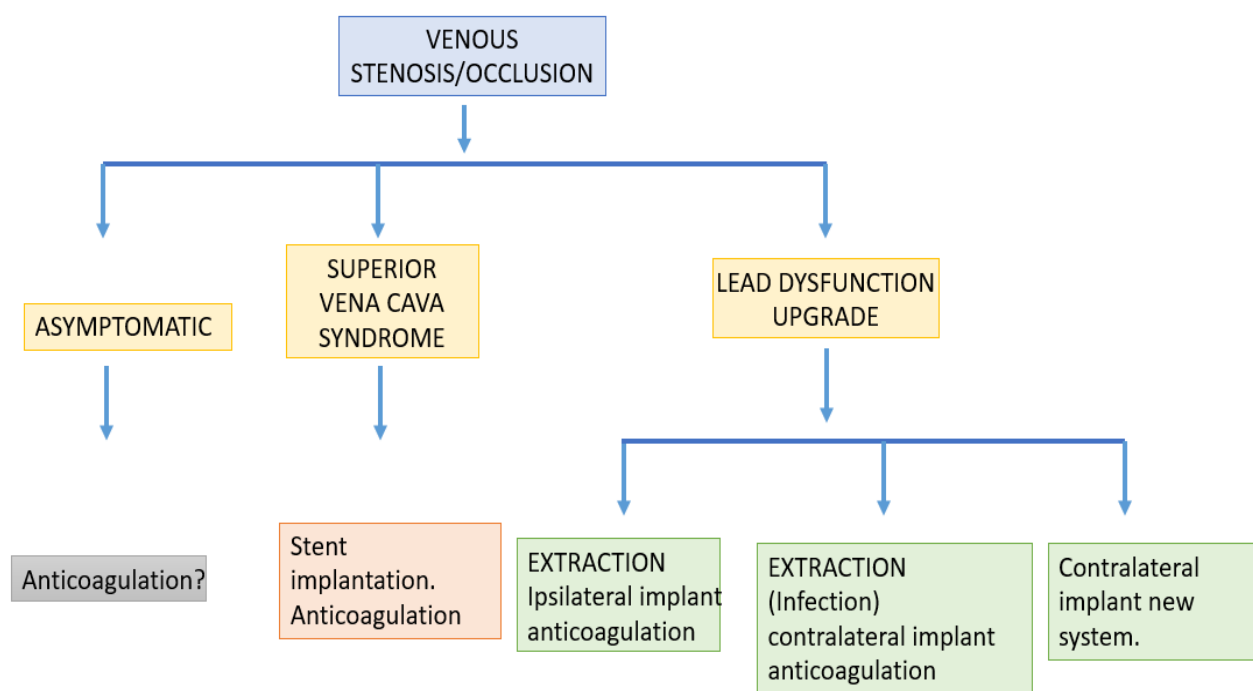 VENOUS
STENOSIS/OCCLUSION
ASYMPTOMATIC
SUPERIOR
VENA CAVA
SYNDROME
LEAD DYSFUNCTION
UPGRADE
Anticoagulation?
Stent
implantation.
Anticoagulation
EXTRACTION
Ipsilateral implant
anticoagulation
EXTRACTION
(Infection)
contralateral implant
anticoagulation
Contralateral
implant new
system.